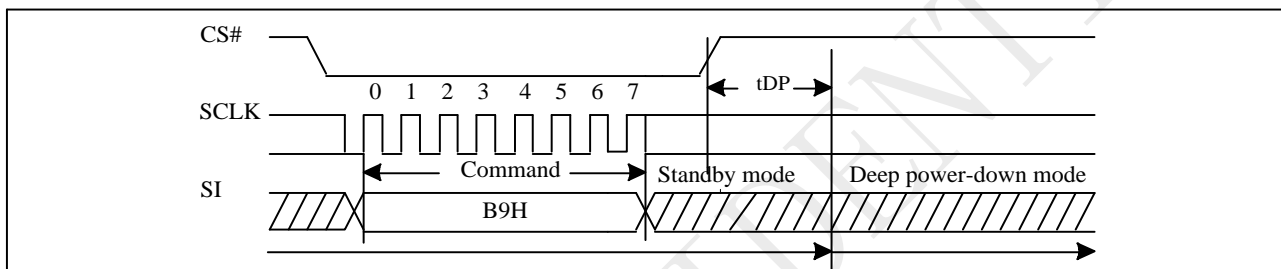 CS#
0 1 2 3 4 5 6 7
tDP
SCLK
Command Standby mode Deep power-down mode
SI
B9H